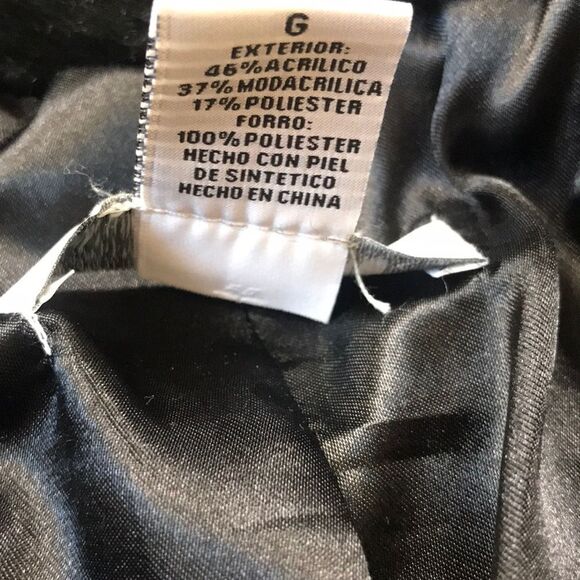 G
EXTERIOR:
46% ACRILICO
37% MODACRILICA
17% POLIESTER
FORRO:
100% POLIESTER
HECHO CON PIEL
DE SINTETICO
HECHO EN CHINA